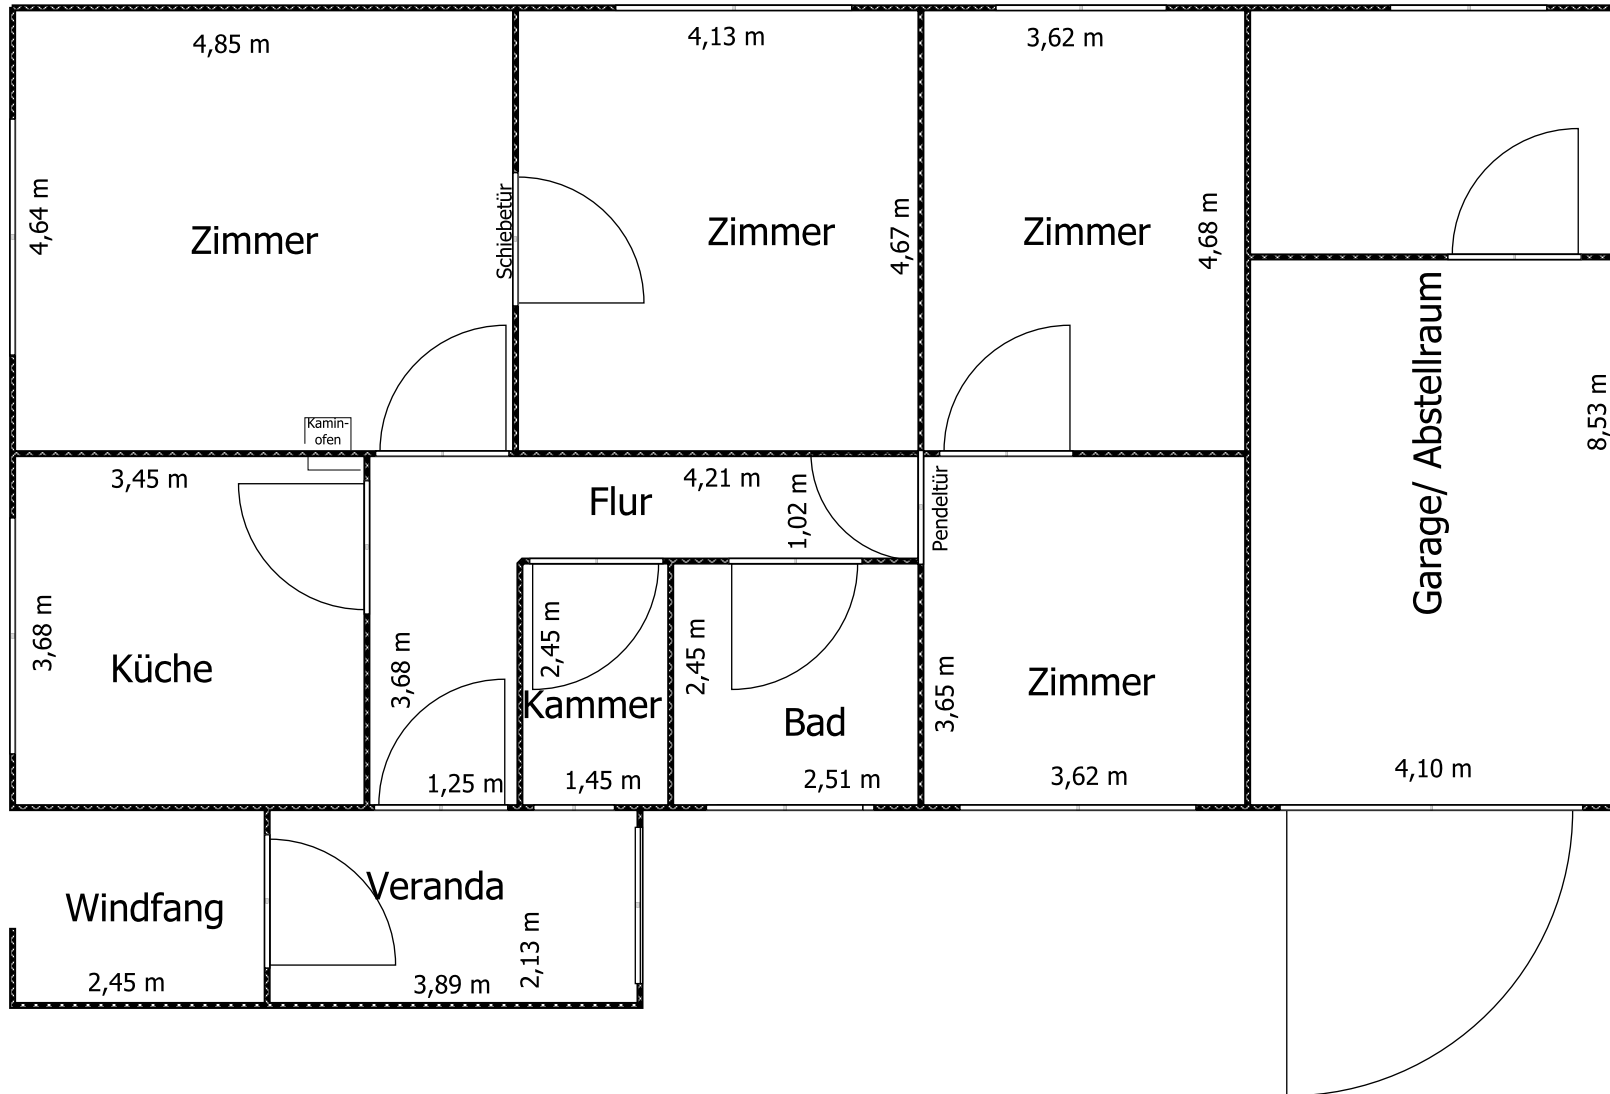 4,85 m
4,13 m
3,62 m
4,64 m
Zimmer
Schiebetür
Zimmer
4,67 m
Zimmer
4,68 m
Garage/ Abstellraum
8,53 m
Kamin-
ofen
3,45 m
Flur
4,21 m
1,02 m
Pendeltür
3,68 m
Küche
3,68 m
2,45 m
Kammer
2,45 m
Bad
3,65 m
Zimmer
1,25 m
1,45 m
2,51 m
3,62 m
4,10 m
Windfang
Veranda
2,13 m
2,45 m
3,89 m